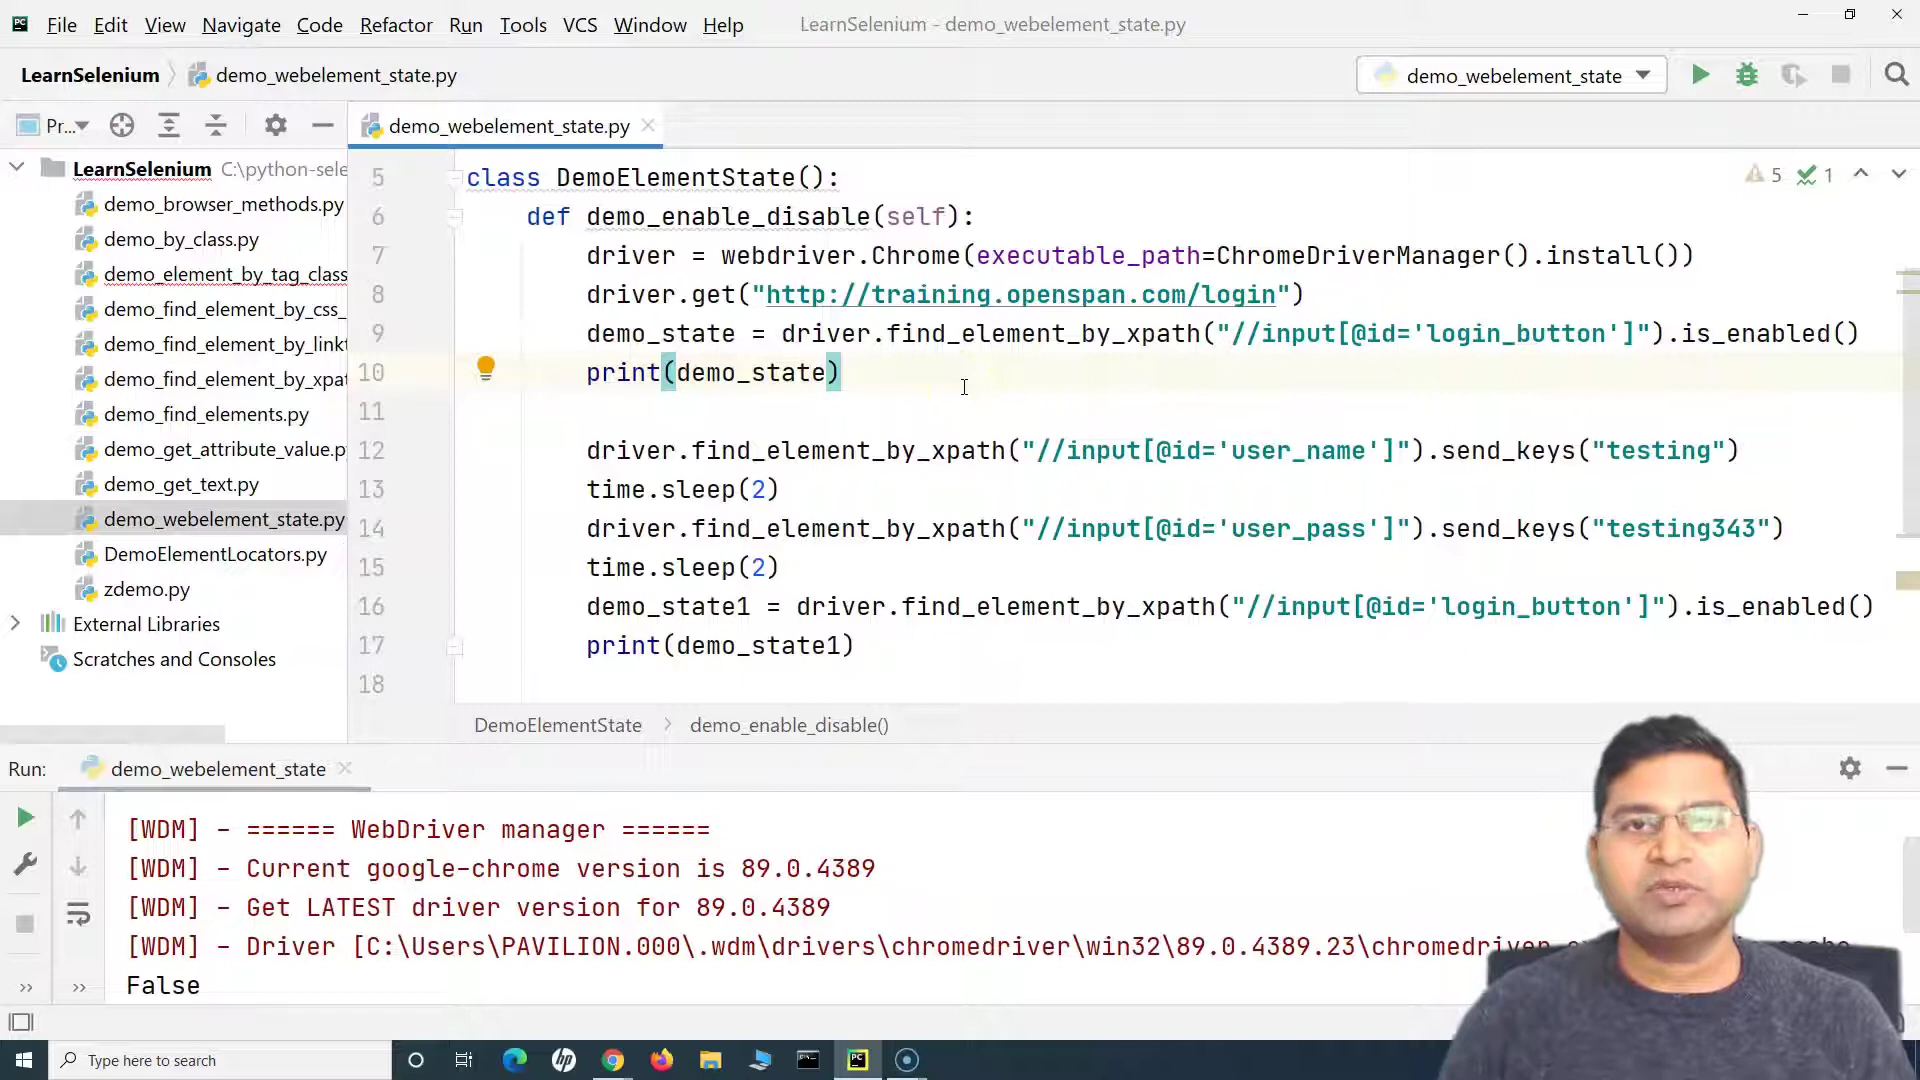 File Edit View Navigate Code Refactor Run Tools VCS Window Help LearnSelenium - demo_webelement_state.py
LearnSelenium demo_webelement_state.py demo_webelement_state
Pr... demo_webelement_state.py
LearnSelenium C:\python-sele
demo_browser_methods.py
demo_by_class.py
demo_element_by_tag_class
demo_find_element_by_css_
demo_find_element_by_linkt
demo_find_element_by_xpat
demo_find_elements.py
demo_get_attribute_value.py
demo_get_text.py
demo_webelement_state.py
DemoElementLocators.py
zdemo.py
External Libraries
Scratches and Consoles
5 class DemoElementState():
5 1
6 def demo_enable_disable(self):
7 driver = webdriver.Chrome(executable_path=ChromeDriverManager().install())
8 driver.get("http://training.openspan.com/login")
9 demo_state = driver.find_element_by_xpath("//input[@id='login_button']").is_enabled()
10 print(demo_state)
11
12 driver.find_element_by_xpath("//input[@id='user_name']").send_keys("testing")
13 time.sleep(2)
14 driver.find_element_by_xpath("//input[@id='user_pass']").send_keys("testing343")
15 time.sleep(2)
16 demo_state1 = driver.find_element_by_xpath("//input[@id='login_button']").is_enabled()
17 print(demo_state1)
18
DemoElementState demo_enable_disable()
Run: demo_webelement_state
[WDM] - ====== WebDriver manager ======
[WDM] - Current google-chrome version is 89.0.4389
[WDM] - Get LATEST driver version for 89.0.4389
[WDM] - Driver [C:\Users\PAVILION.000\.wdm\drivers\chromedriver\win32\89.0.4389.23\chromedriver
False
Type here to search